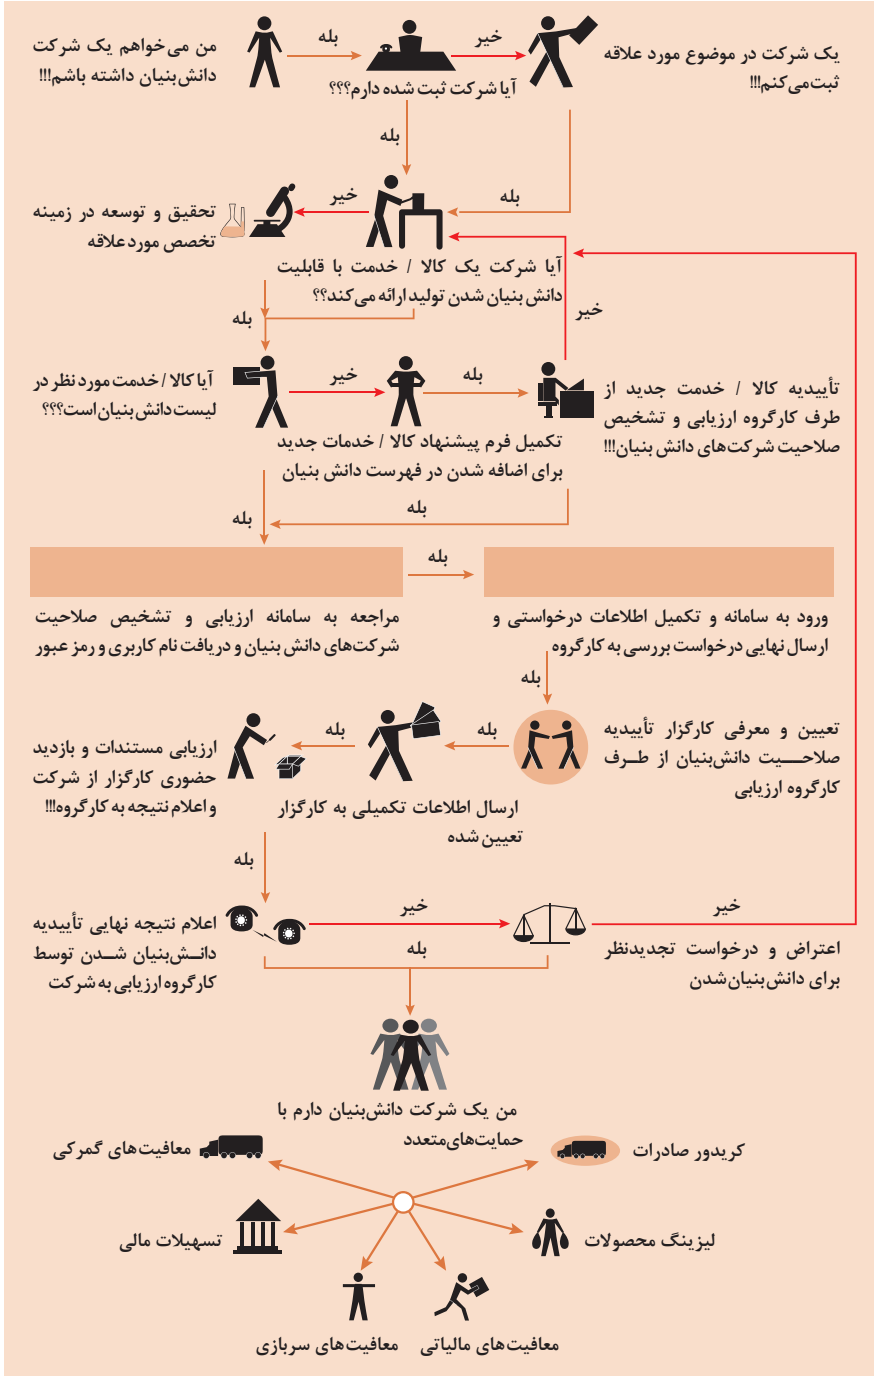 من می‌خواهم یک شرکت
دانش‌بنیان داشته باشم!!!
بله
آیا شرکت ثبت شده دارم؟؟؟
خیر
یک شرکت در موضوع مورد علاقه
ثبت‌می‌کنم!!!
بله
بله
خیر
تحقیق و توسعه در زمینه
تخصص مورد علاقه
آیا شرکت یک کالا / خدمت با قابلیت
دانش‌بنیان شدن تولید ارائه می‌کند؟؟
خیر
بله
آیا کالا / خدمت مورد نظر در
لیست دانش‌بنیان است؟؟؟
خیر
بله
تکمیل فرم پیشنهاد کالا / خدمات جدید
برای اضافه شدن در فهرست دانش بنیان
تأییدیه کالا / خدمت جدید از
طرف کارگروه ارزیابی و تشخیص
صلاحیت شرکت‌های دانش بنیان!!!
بله
بله
بله
مراجعه به سامانه ارزیابی و تشخیص صلاحیت
شرکت‌های دانش بنیان و دریافت نام کاربری و رمز عبور
ورود به سامانه و تکمیل اطلاعات درخواستی و
ارسال نهایی درخواست بررسی به کارگروه
بله
تعیین و معرفی کارگزار تأییدیه
صلاحـــیت دانش‌بنیان از طــرف
کارگروه ارزیابی
بله
ارسال اطلاعات تکمیلی به کارگزار
تعیین شده
بله
ارزیابی مستندات و بازدید
حضوری کارگزار از شرکت
و اعلام نتیجه به کارگروه!!!
بله
اعلام نتیجه نهایی تأییدیه
دانــش‌بنیان شــدن توسط
کارگروه ارزیابی به شرکت
خیر
بله
خیر
اعتراض و درخواست تجدیدنظر
برای دانش‌بنیان‌شدن
من یک شرکت دانش‌بنیان دارم با
حمایت‌های‌متعدد
معافیت‌های گمرکی
کریدور صادرات
تسهیلات مالی
لیزینگ محصولات
معافیت‌های سربازی
معافیت‌های مالیاتی